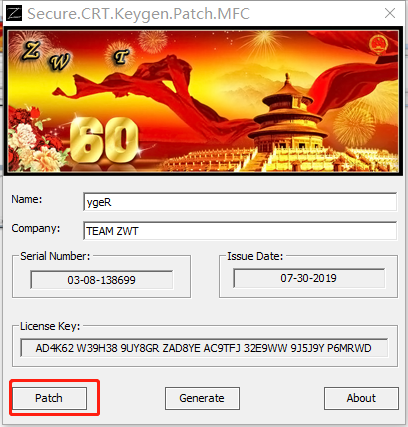 Secure.CRT.Keygen.Patch.MFC
Z W T
60
Name:
ygeR
Company:
TEAM ZWT
Serial Number:
03-08-138699
Issue Date:
07-30-2019
License Key:
AD4K62 W39H38 9UY8GR ZAD8YE AC9TFJ 32E9WW 9J5J9Y P6MRWD
Patch
Generate
About